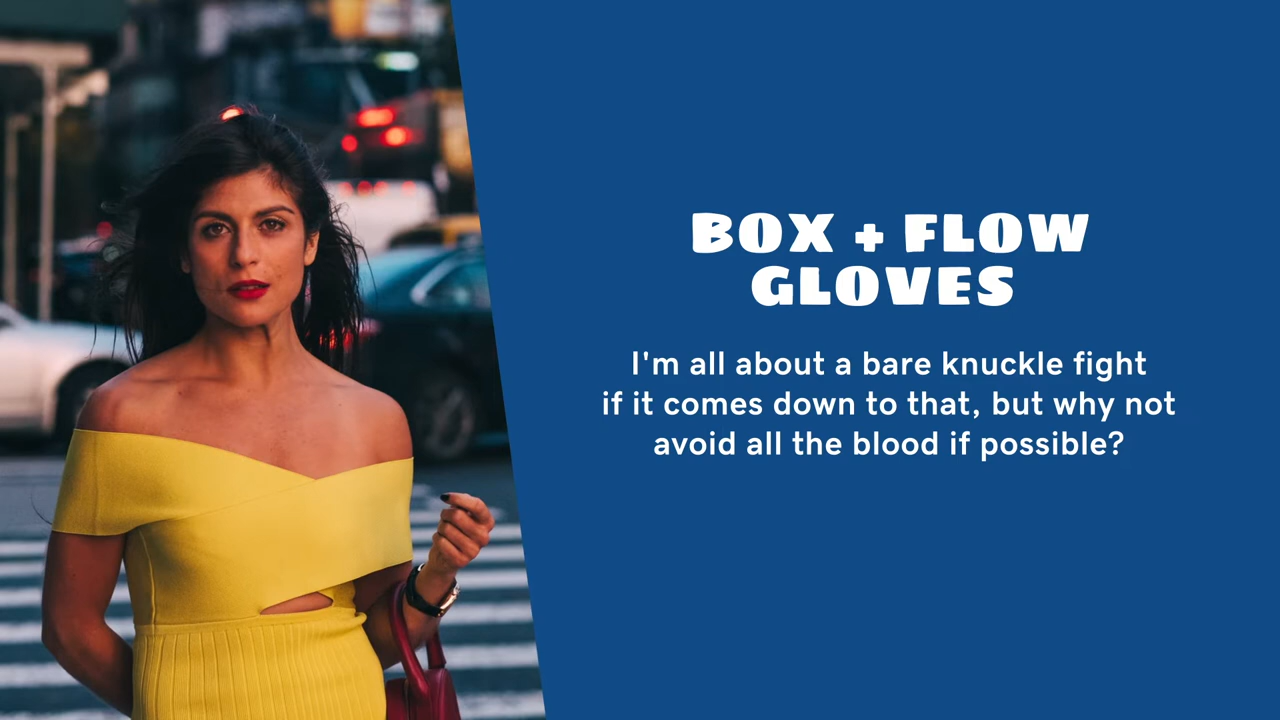 BOX + FLOW
GLOVES
I'm all about a bare knuckle fight
if it comes down to that, but why not
avoid all the blood if possible?